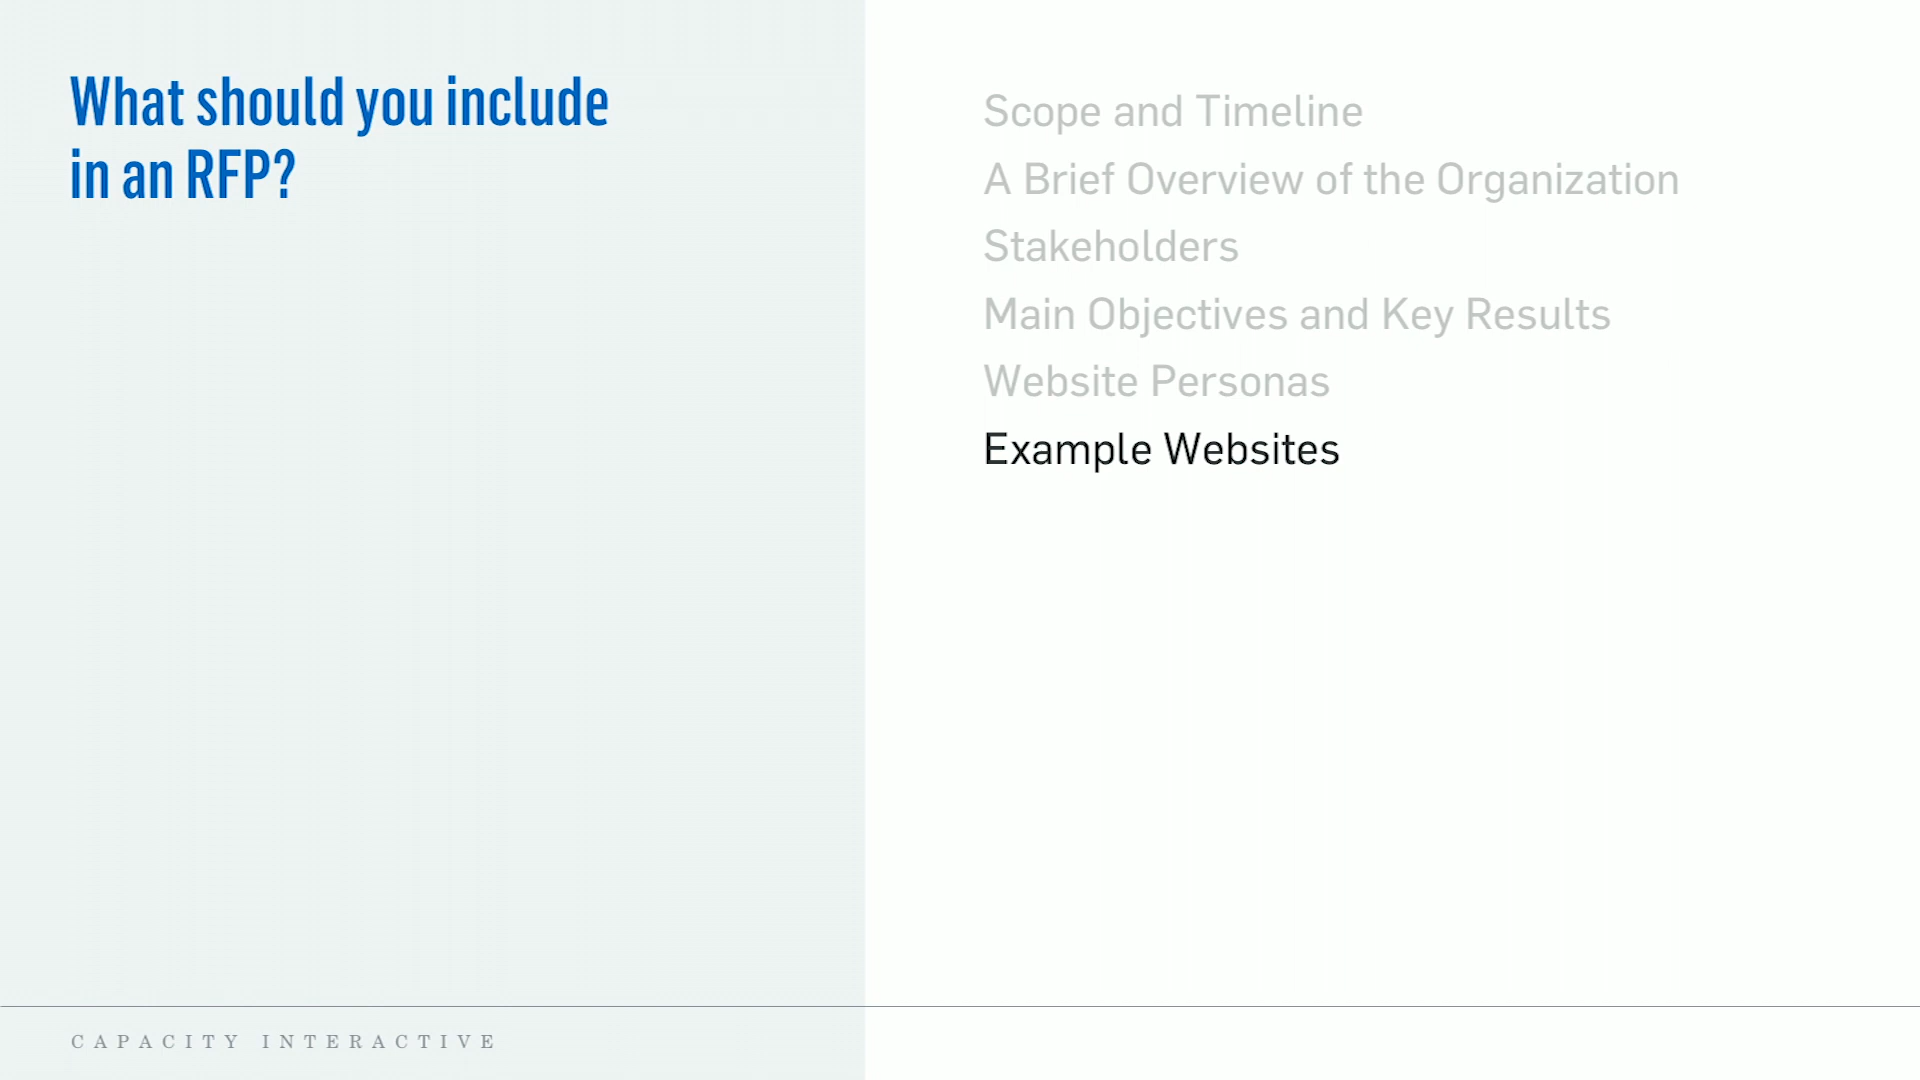 What should you include
in an RFP?
Scope and Timeline
A Brief Overview of the Organization
Stakeholders
Main Objectives and Key Results
Website Personas
Example Websites
CAPACITY INTERACTIVE